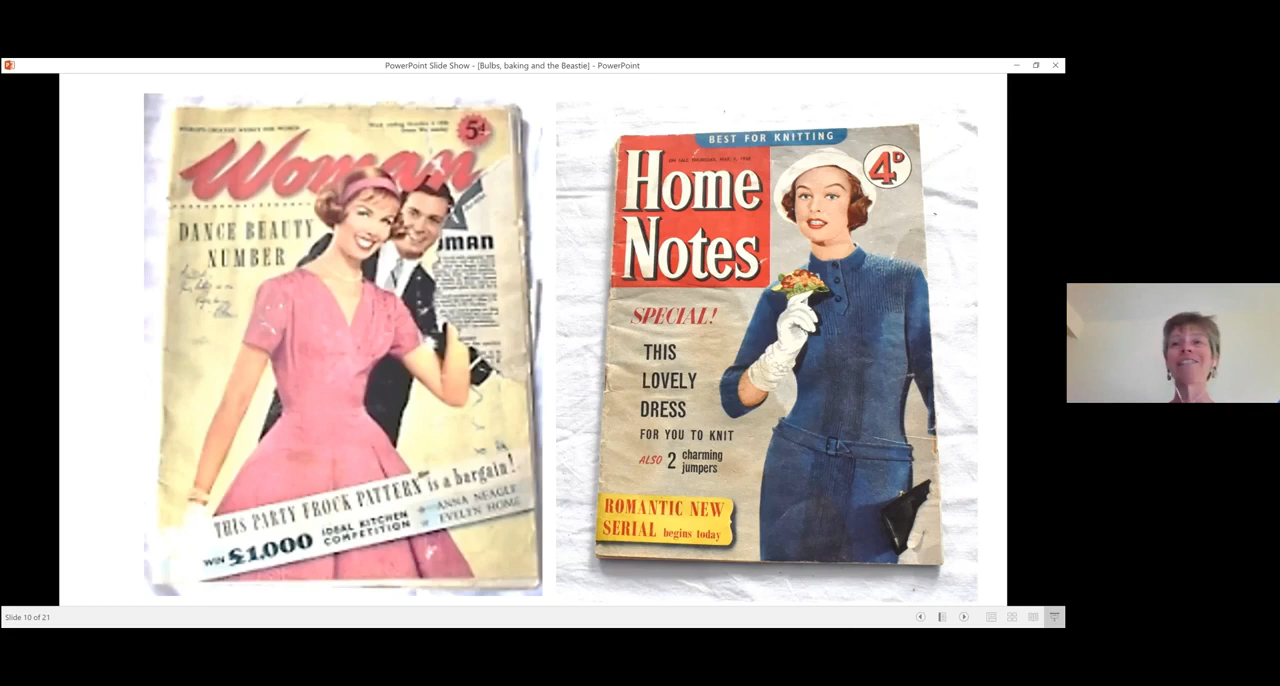 PowerPoint Slide Show - [Bulbs, baking and the Beastie] - PowerPoint
5d
Woman
DANCE BEAUTY
NUMBER
OMAN
THIS PARTY FROCK PATTERN is a bargain!
WIN £1,000 IDEAL KITCHEN
COMPETITION
ANNA NEAGLE
EVELYN HOME
BEST FOR KNITTING
Home
Notes
4D
SPECIAL!
THIS
LOVELY
DRESS
FOR YOU TO KNIT
ALSO 2 charming
jumpers
ROMANTIC NEW
SERIAL begins today
Slide 10 of 21